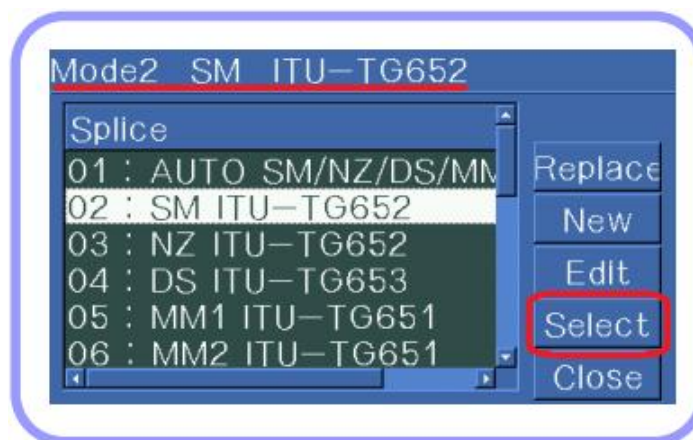 Mode2 SM ITU-TG652
Splice
01 : AUTO SM/NZ/DS/MM
02 : SM ITU-TG652
03 : NZ ITU-TG652
04 : DS ITU-TG653
05 : MM1 ITU-TG651
06 : MM2 ITU-TG651
Replace
New
Edit
Select
Close